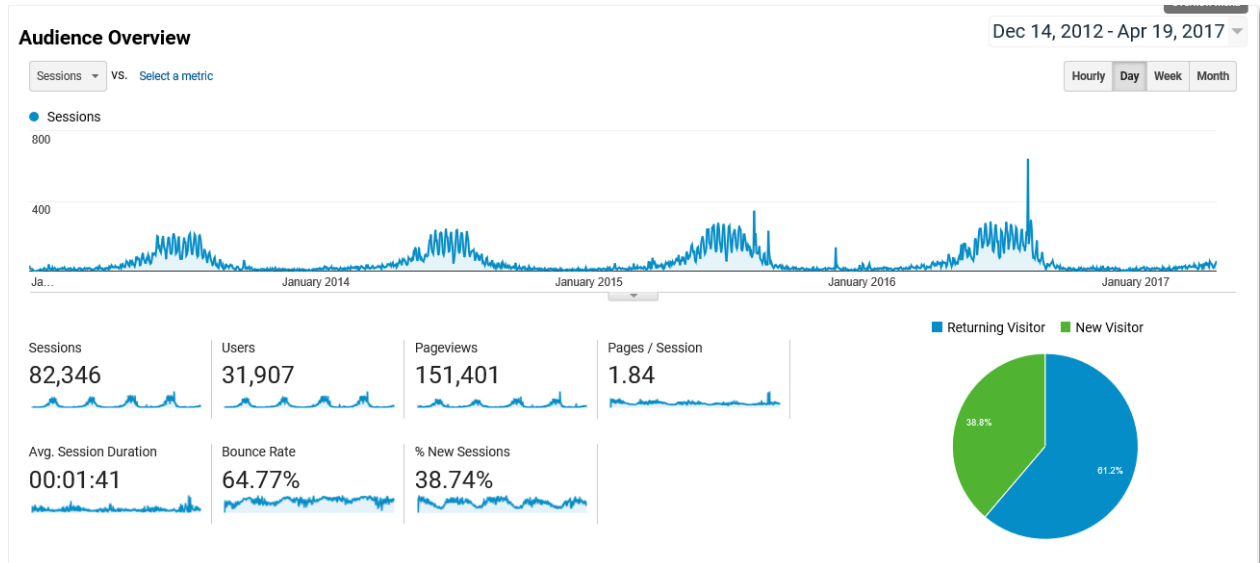 Audience Overview
Dec 14, 2012 - Apr 19, 2017
Sessions vs. Select a metric
Hourly Day Week Month
Sessions
800
400
Ja... January 2014 January 2015 January 2016 January 2017
Returning Visitor New Visitor
Sessions Users Pageviews Pages / Session
82,346 31,907 151,401 1.84
38.8%
61.2%
Avg. Session Duration Bounce Rate % New Sessions
00:01:41 64.77% 38.74%